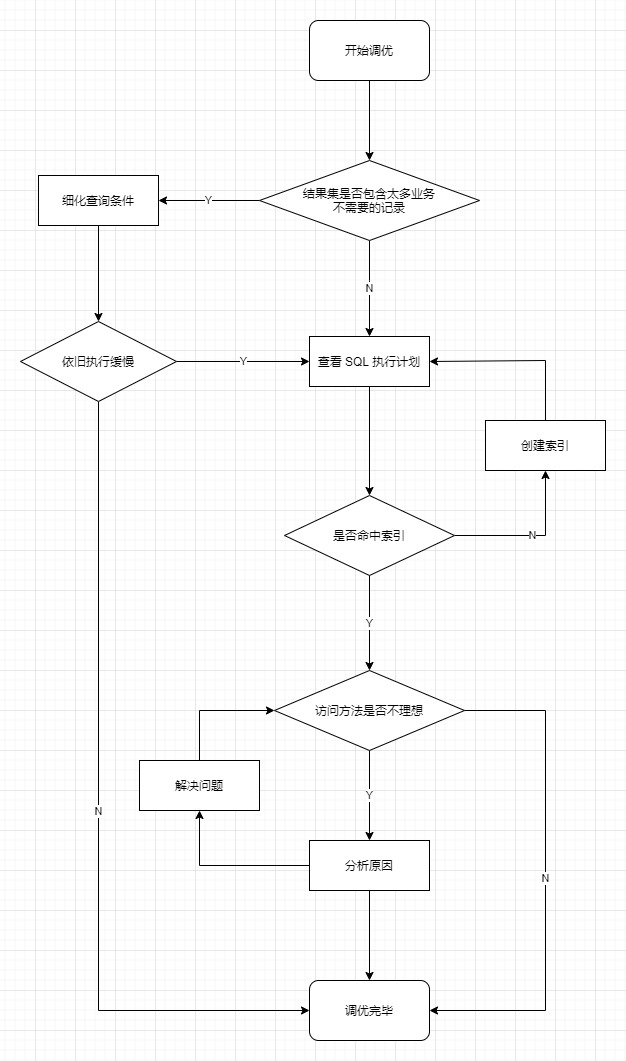 开始调优
结果集是否包含太多业务
不需要的记录
Y
细化查询条件
N
依旧执行缓慢
Y
查看 SQL 执行计划
创建索引
是否命中索引
N
Y
访问方法是否不理想
解决问题
Y
N
分析原因
N
调优完毕